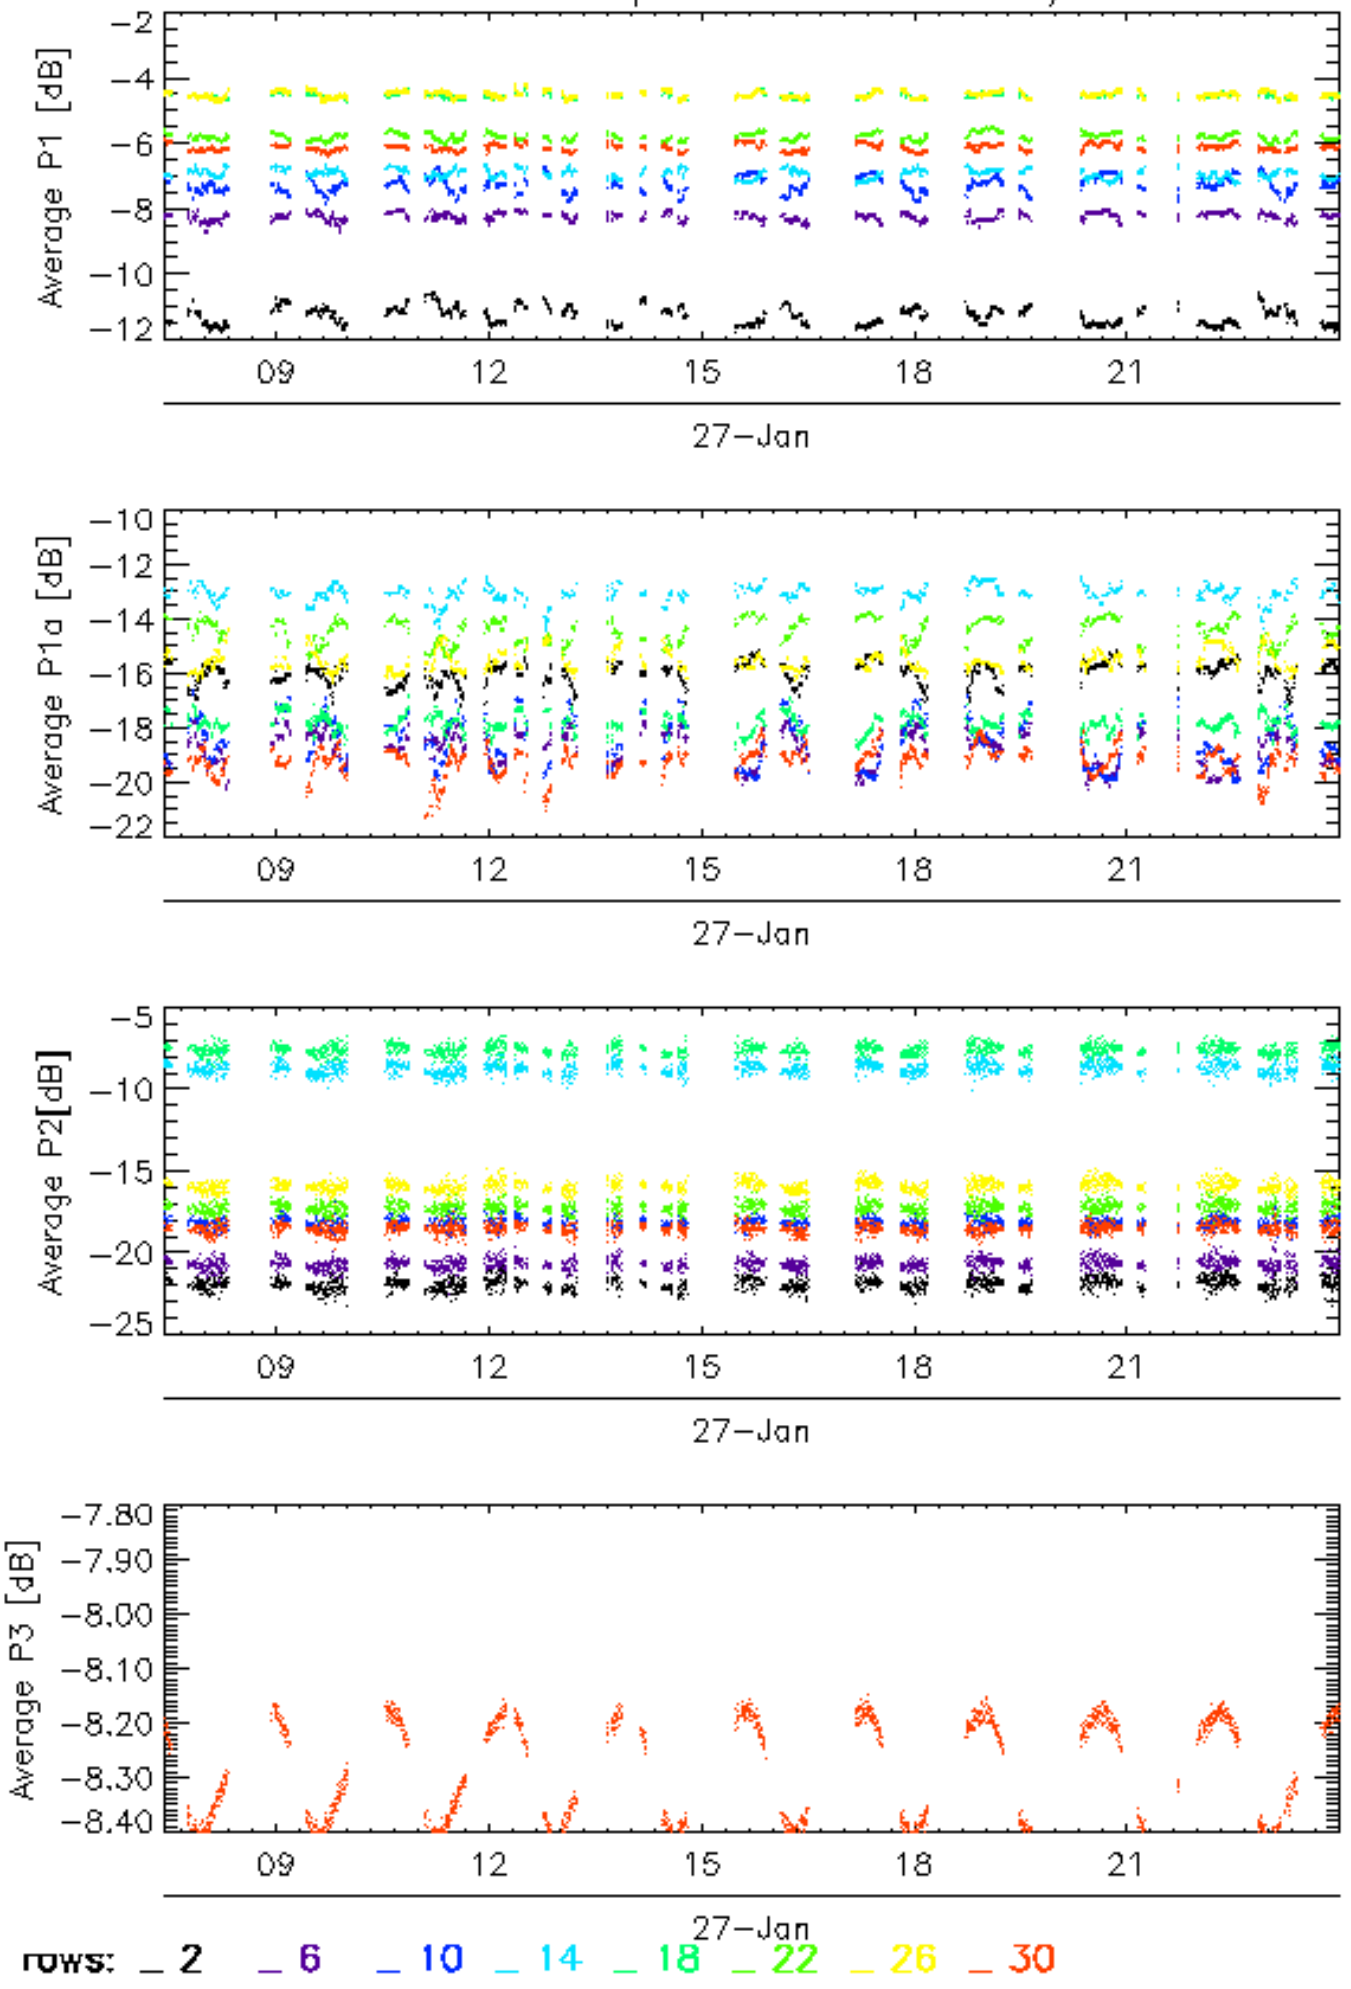 Average P1 [dB]
−2
−4
−6
−8
−10
−12
09 12 15 18 21
27−Jan
Average P1a [dB]
−10
−12
−14
−16
−18
−20
−22
09 12 15 18 21
27−Jan
Average P2[dB]
−5
−10
−15
−20
−25
09 12 15 18 21
27−Jan
Average P3 [dB]
−7.80
−7.90
−8.00
−8.10
−8.20
−8.30
−8.40
09 12 15 18 21
27−Jan
rows: _ 2 _ 6 _ 10 _ 14 _ 18 _ 22 _ 26 _ 30